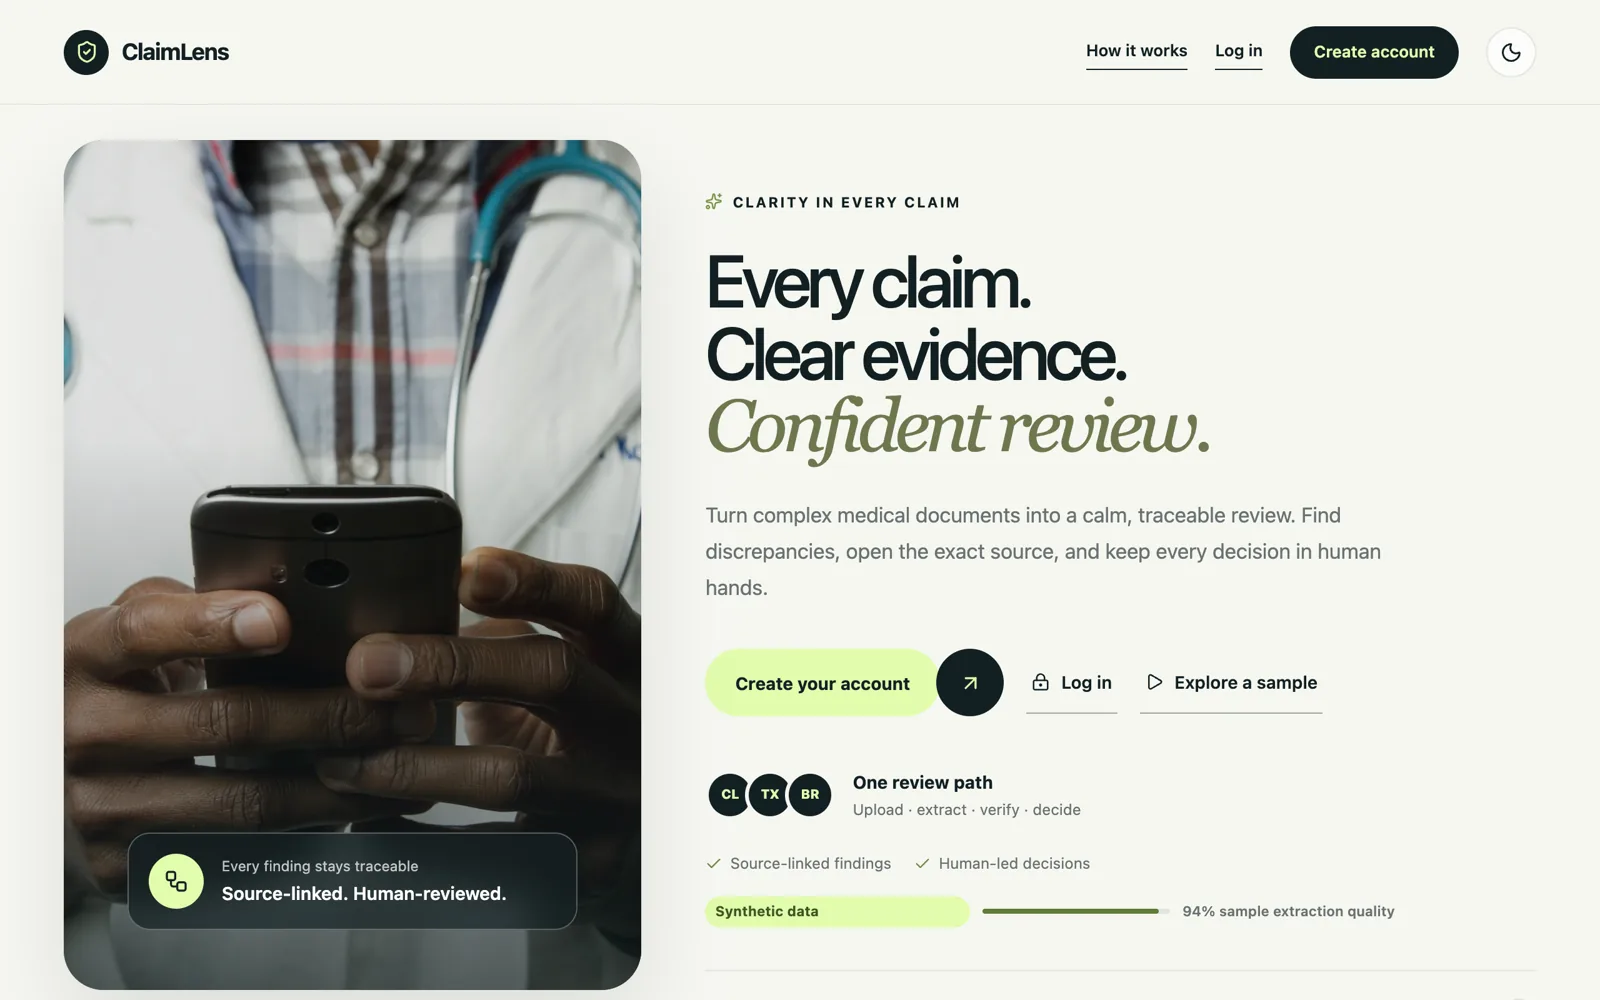 ClaimLens
How it works
Log in
Create account
CLARITY IN EVERY CLAIM
Every claim.
Clear evidence.
Confident review.
Turn complex medical documents into a calm, traceable review. Find
discrepancies, open the exact source, and keep every decision in human
hands.
Create your account
Log in
Explore a sample
CL TX BR
One review path
Upload · extract · verify · decide
Source-linked findings
Human-led decisions
Synthetic data
94% sample extraction quality
Every finding stays traceable
Source-linked. Human-reviewed.